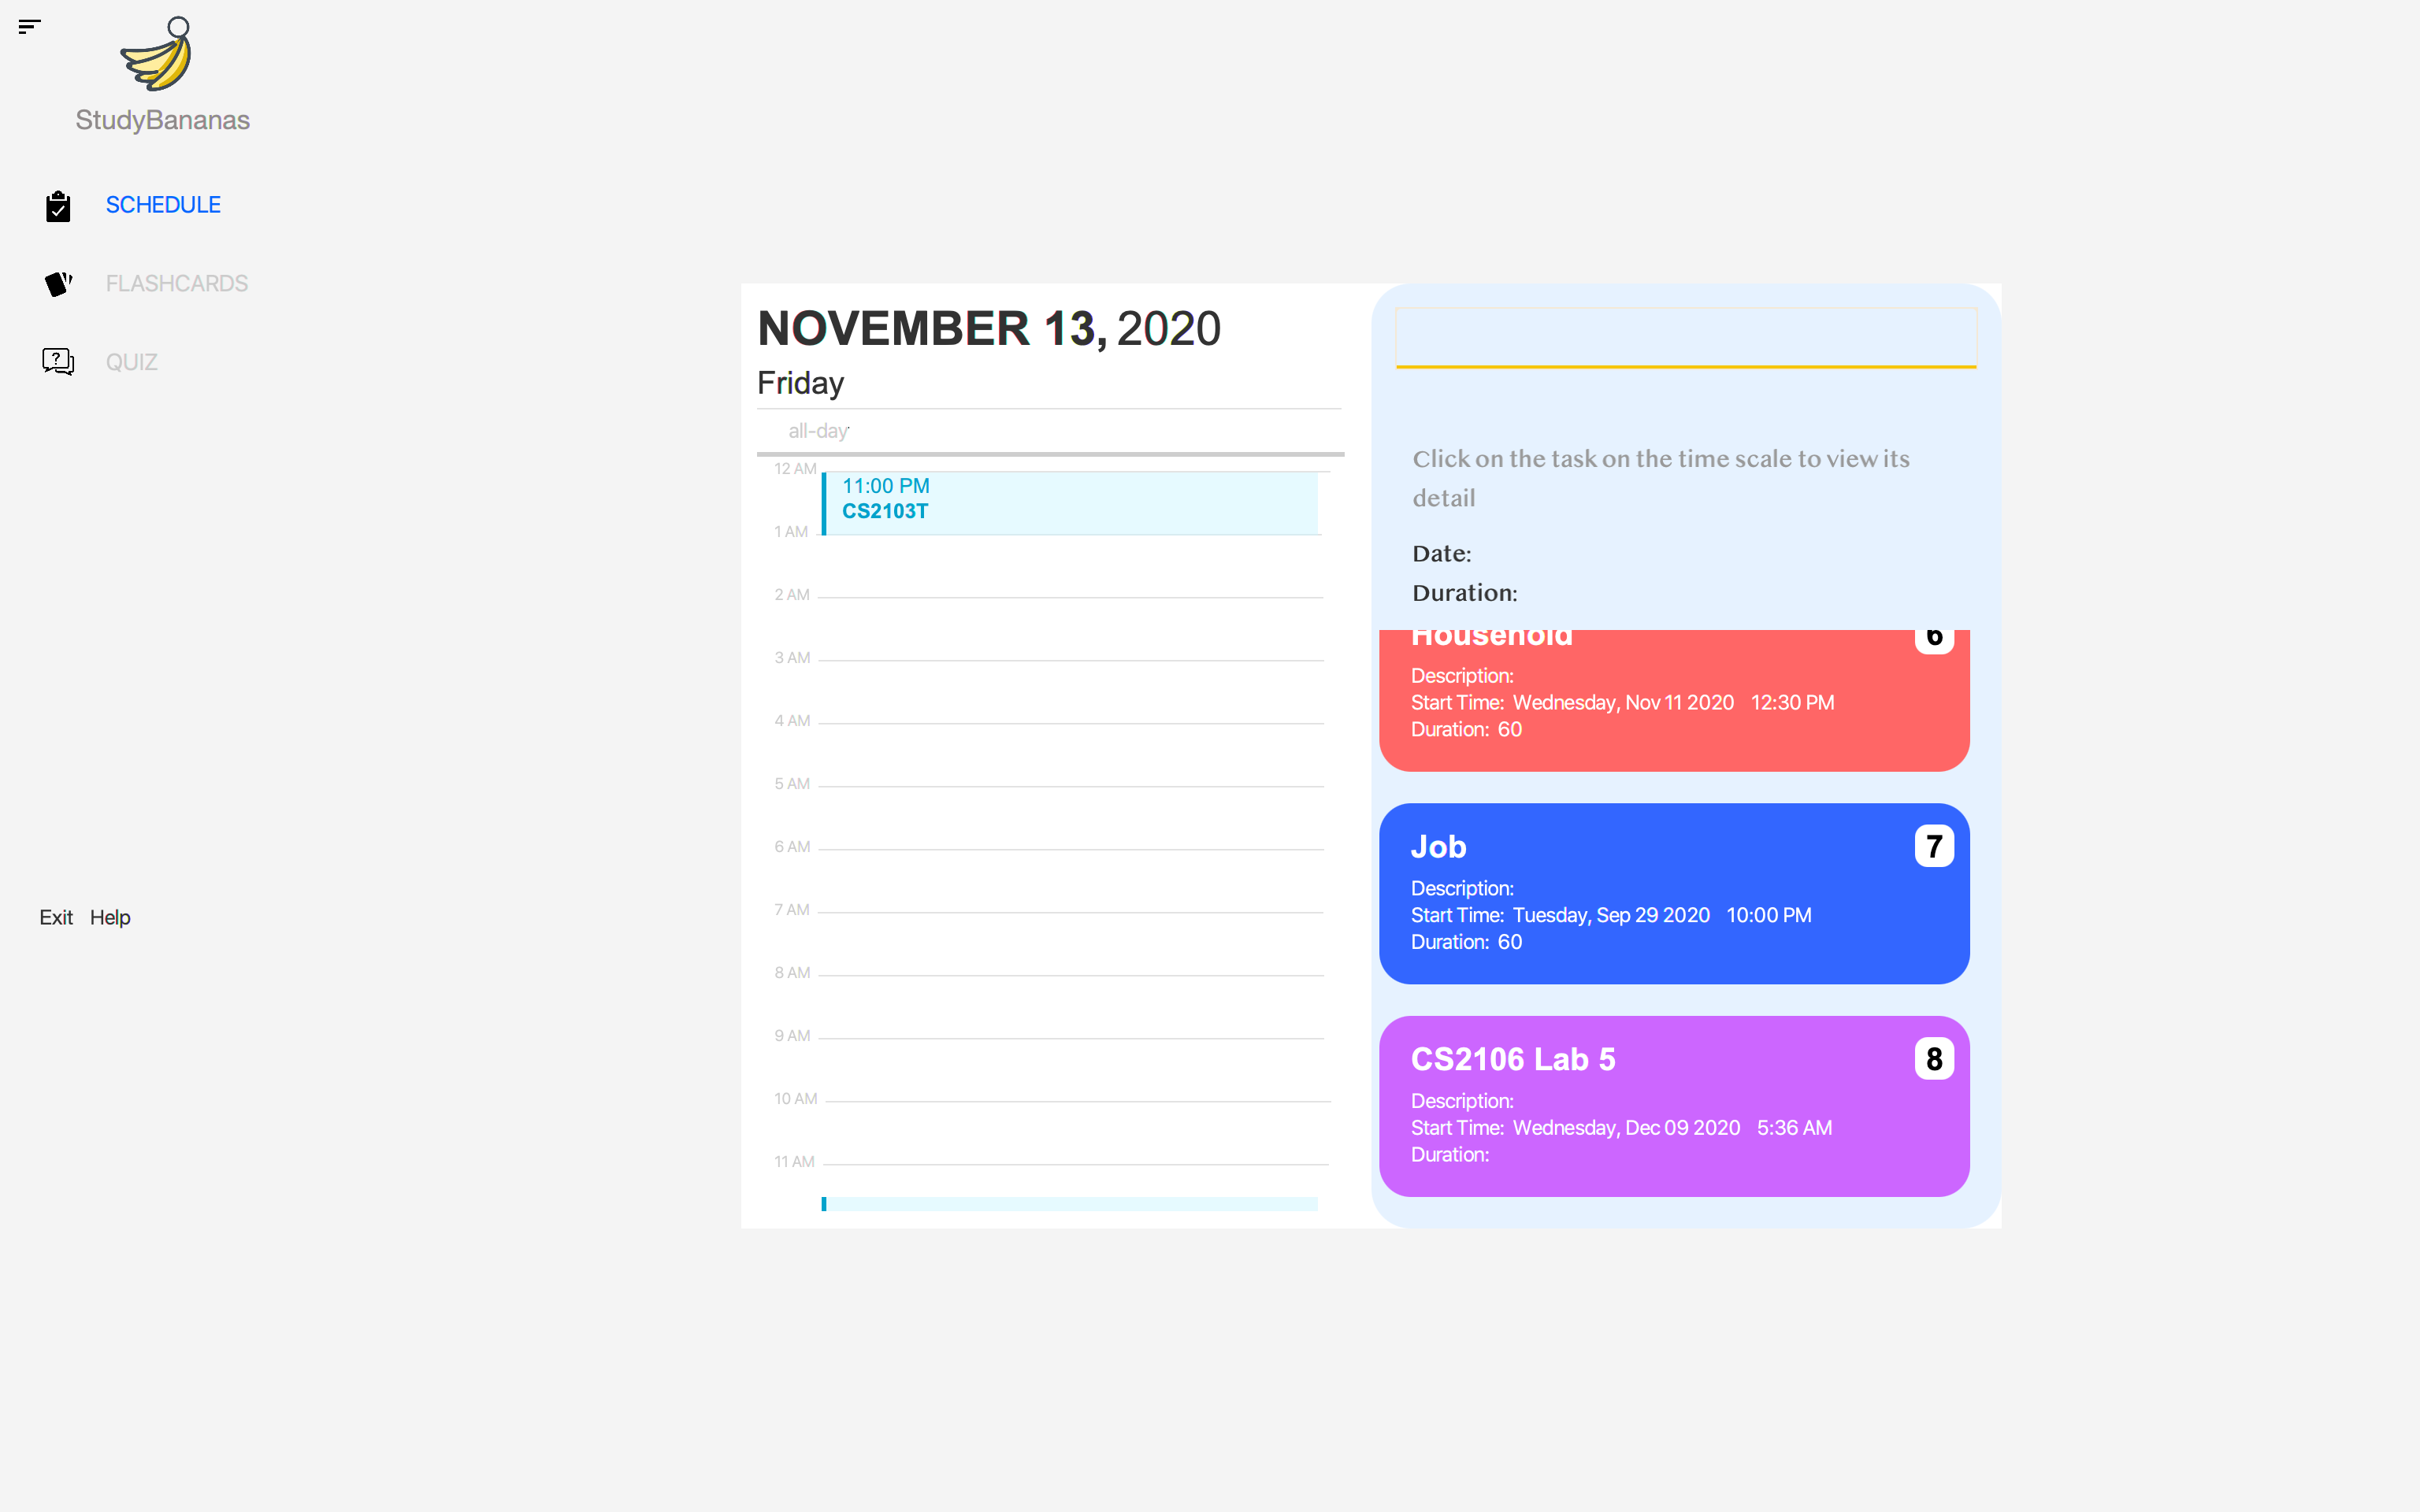 StudyBananas
SCHEDULE
FLASHCARDS
QUIZ
Exit Help
NOVEMBER 13, 2020
Friday
all-day
12 AM
11:00 PM
CS2103T
1 AM
2 AM
3 AM
4 AM
5 AM
6 AM
7 AM
8 AM
9 AM
10 AM
11 AM
Click on the task on the time scale to view its
detail
Date:
Duration:
Household 6
Description:
Start Time: Wednesday, Nov 11 2020 12:30 PM
Duration: 60
Job 7
Description:
Start Time: Tuesday, Sep 29 2020 10:00 PM
Duration: 60
CS2106 Lab 5 8
Description:
Start Time: Wednesday, Dec 09 2020 5:36 AM
Duration: